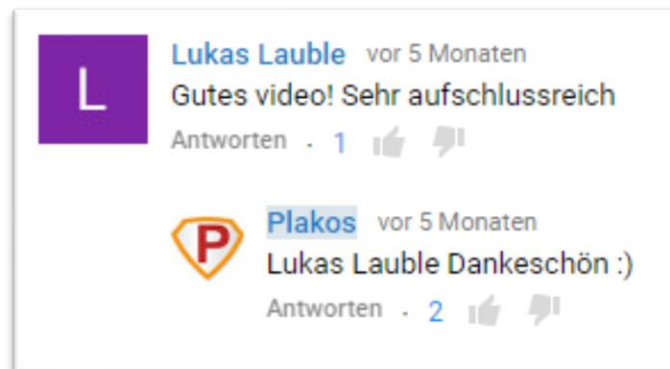 L
Lukas Lauble vor 5 Monaten
Gutes video! Sehr aufschlussreich
Antworten · 1
P
Plakos vor 5 Monaten
Lukas Lauble Dankeschön :)
Antworten · 2